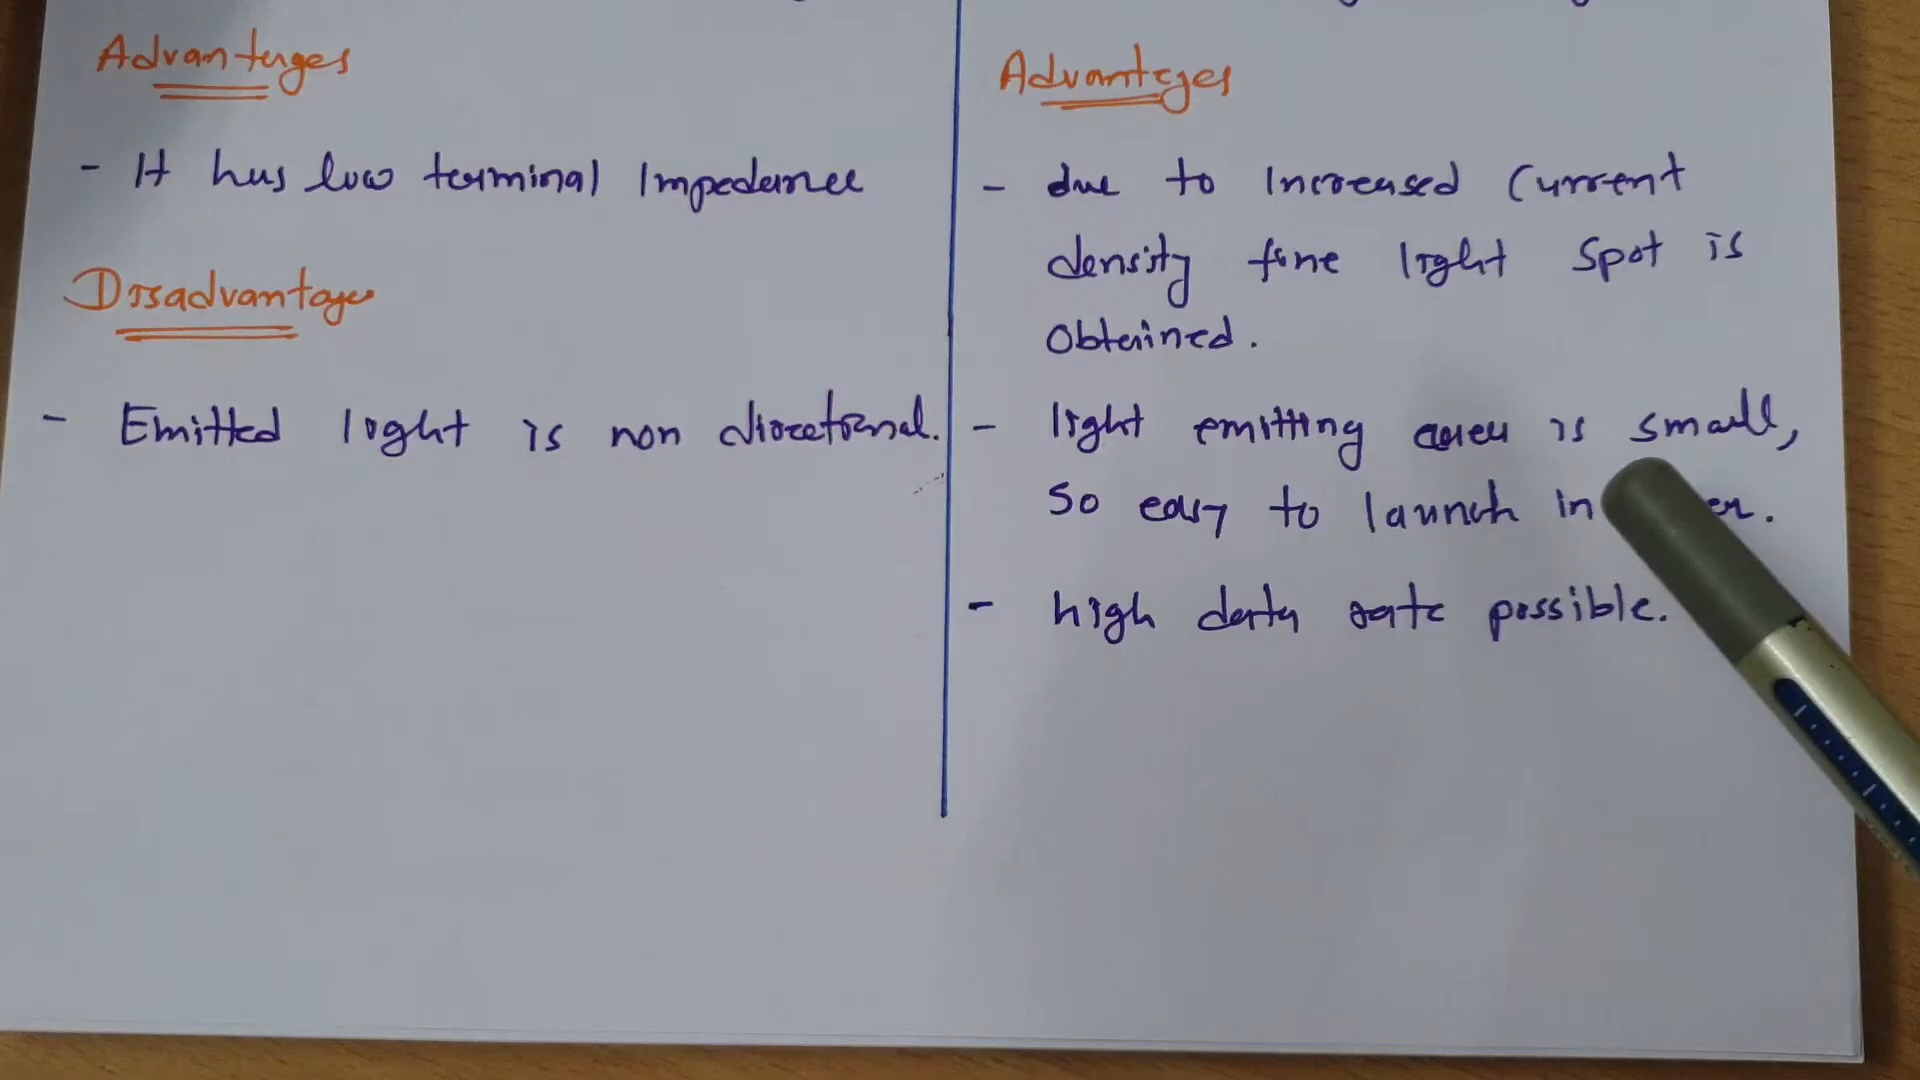 Advantages
- It has low terminal Impedance
Disadvantage
- Emitted light is non directional.
Advantages
- due to Increased Current
density fine light spot is
Obtained.
- light emitting area is small,
So easy to launch in
- high data rate possible.